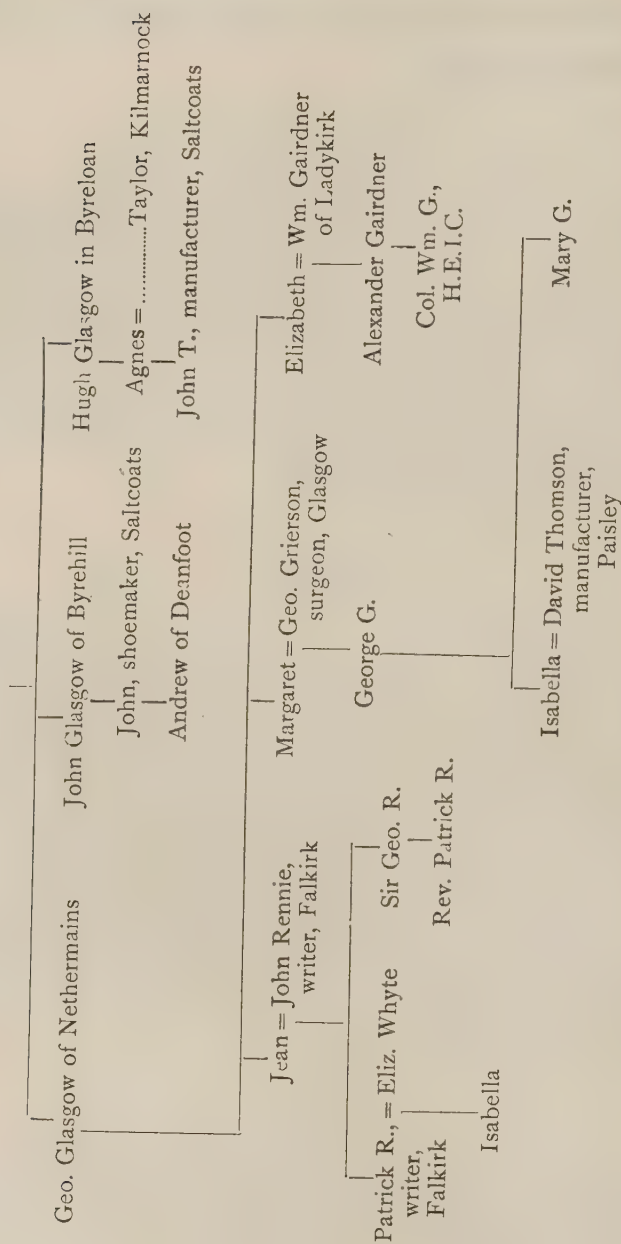 Geo. Glasgow of Nethermains
John Glasgow of Byrehill
Hugh Glasgow in Byreloan
John, shoemaker, Saltcoats
Andrew of Deanfoot
Agnes = ............... Taylor, Kilmarnock
John T., manufacturer, Saltcoats
Jean = John Rennie,
writer, Falkirk
Margaret = Geo. Grierson,
surgeon, Glasgow
George G.
Elizabeth = Wm. Gairdner
of Ladykirk
Alexander Gairdner
Col. Wm. G.,
H.E.I.C.
Patrick R., = Eliz. Whyte
writer,
Falkirk
Isabella
Sir Geo. R.
Rev. Patrick R.
Isabella = David Thomson,
manufacturer,
Paisley
Mary G.